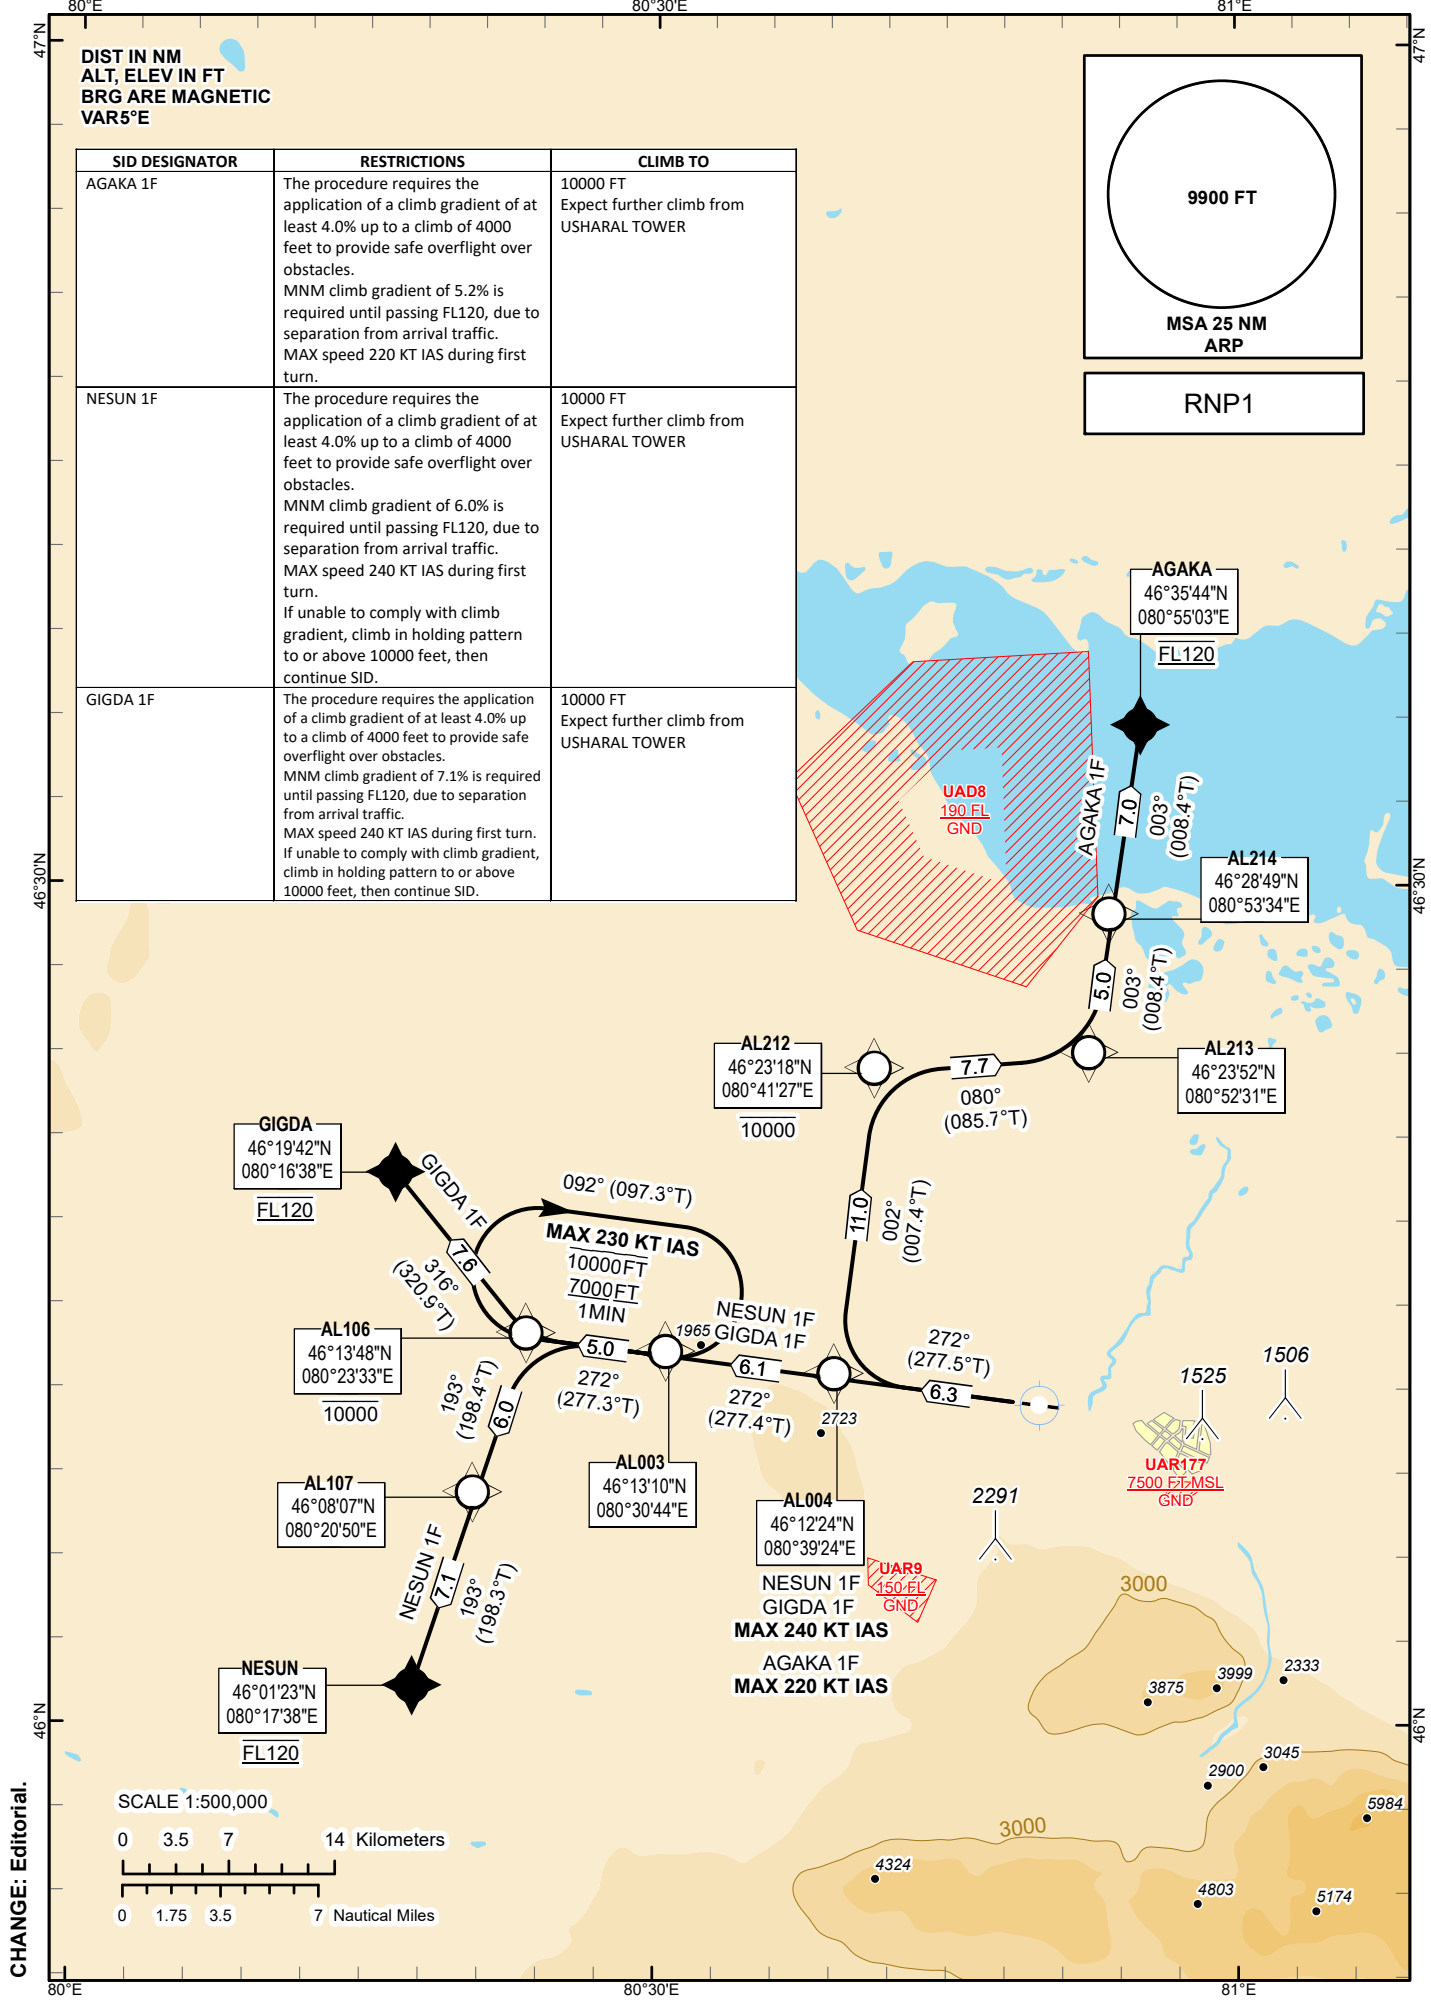 80°E
80°30'E
81°E
47°N
47°N
DIST IN NM
ALT, ELEV IN FT
BRG ARE MAGNETIC
VAR5°E
9900 FT
MSA 25 NM
ARP
RNP1
SID DESIGNATOR
RESTRICTIONS
CLIMB TO
AGAKA 1F
The procedure requires the
application of a climb gradient of at
least 4.0% up to a climb of 4000
feet to provide safe overflight over
obstacles.
MNM climb gradient of 5.2% is
required until passing FL120, due to
separation from arrival traffic.
MAX speed 220 KT IAS during first
turn.
10000 FT
Expect further climb from
USHARAL TOWER
NESUN 1F
The procedure requires the
application of a climb gradient of at
least 4.0% up to a climb of 4000
feet to provide safe overflight over
obstacles.
MNM climb gradient of 6.0% is
required until passing FL120, due to
separation from arrival traffic.
MAX speed 240 KT IAS during first
turn.
If unable to comply with climb
gradient, climb in holding pattern
to or above 10000 feet, then
continue SID.
10000 FT
Expect further climb from
USHARAL TOWER
GIGDA 1F
The procedure requires the application
of a climb gradient of at least 4.0% up
to a climb of 4000 feet to provide safe
overflight over obstacles.
MNM climb gradient of 7.1% is required
until passing FL120, due to separation
from arrival traffic.
MAX speed 240 KT IAS during first turn.
If unable to comply with climb gradient,
climb in holding pattern to or above
10000 feet, then continue SID.
10000 FT
Expect further climb from
USHARAL TOWER
AGAKA
46°35'44"N
080°55'03"E
FL120
UAD8
190 FL
GND
AGAKA 1F
7.0
003°
(008.4°T)
AL214
46°28'49"N
080°53'34"E
46°30'N
46°30'N
5.0
003°
(008.4°T)
AL212
46°23'18"N
080°41'27"E
10000
7.7
080°
(085.7°T)
AL213
46°23'52"N
080°52'31"E
GIGDA
46°19'42"N
080°16'38"E
FL120
GIGDA 1F
7.6
316°
(320.9°T)
092° (097.3°T)
MAX 230 KT IAS
10000FT
7000FT
1MIN
11.0
002°
(007.4°T)
AL106
46°13'48"N
080°23'33"E
10000
5.0
272°
(277.3°T)
1965
NESUN 1F
GIGDA 1F
6.1
272°
(277.4°T)
272°
(277.5°T)
6.3
1525
1506
193°
(198.4°T)
6.0
2723
AL003
46°13'10"N
080°30'44"E
AL004
46°12'24"N
080°39'24"E
NESUN 1F
GIGDA 1F
MAX 240 KT IAS
AGAKA 1F
MAX 220 KT IAS
UAR177
7500 FT MSL
GND
2291
UAR9
150 FL
GND
AL107
46°08'07"N
080°20'50"E
NESUN 1F
7.1
193°
(198.3°T)
NESUN
46°01'23"N
080°17'38"E
FL120
3000
3875
3999
2333
46°N
46°N
3045
2900
5984
3000
4324
4803
5174
SCALE 1:500,000
0 3.5 7 14 Kilometers
0 1.75 3.5 7 Nautical Miles
CHANGE: Editorial.
80°E
80°30'E
81°E